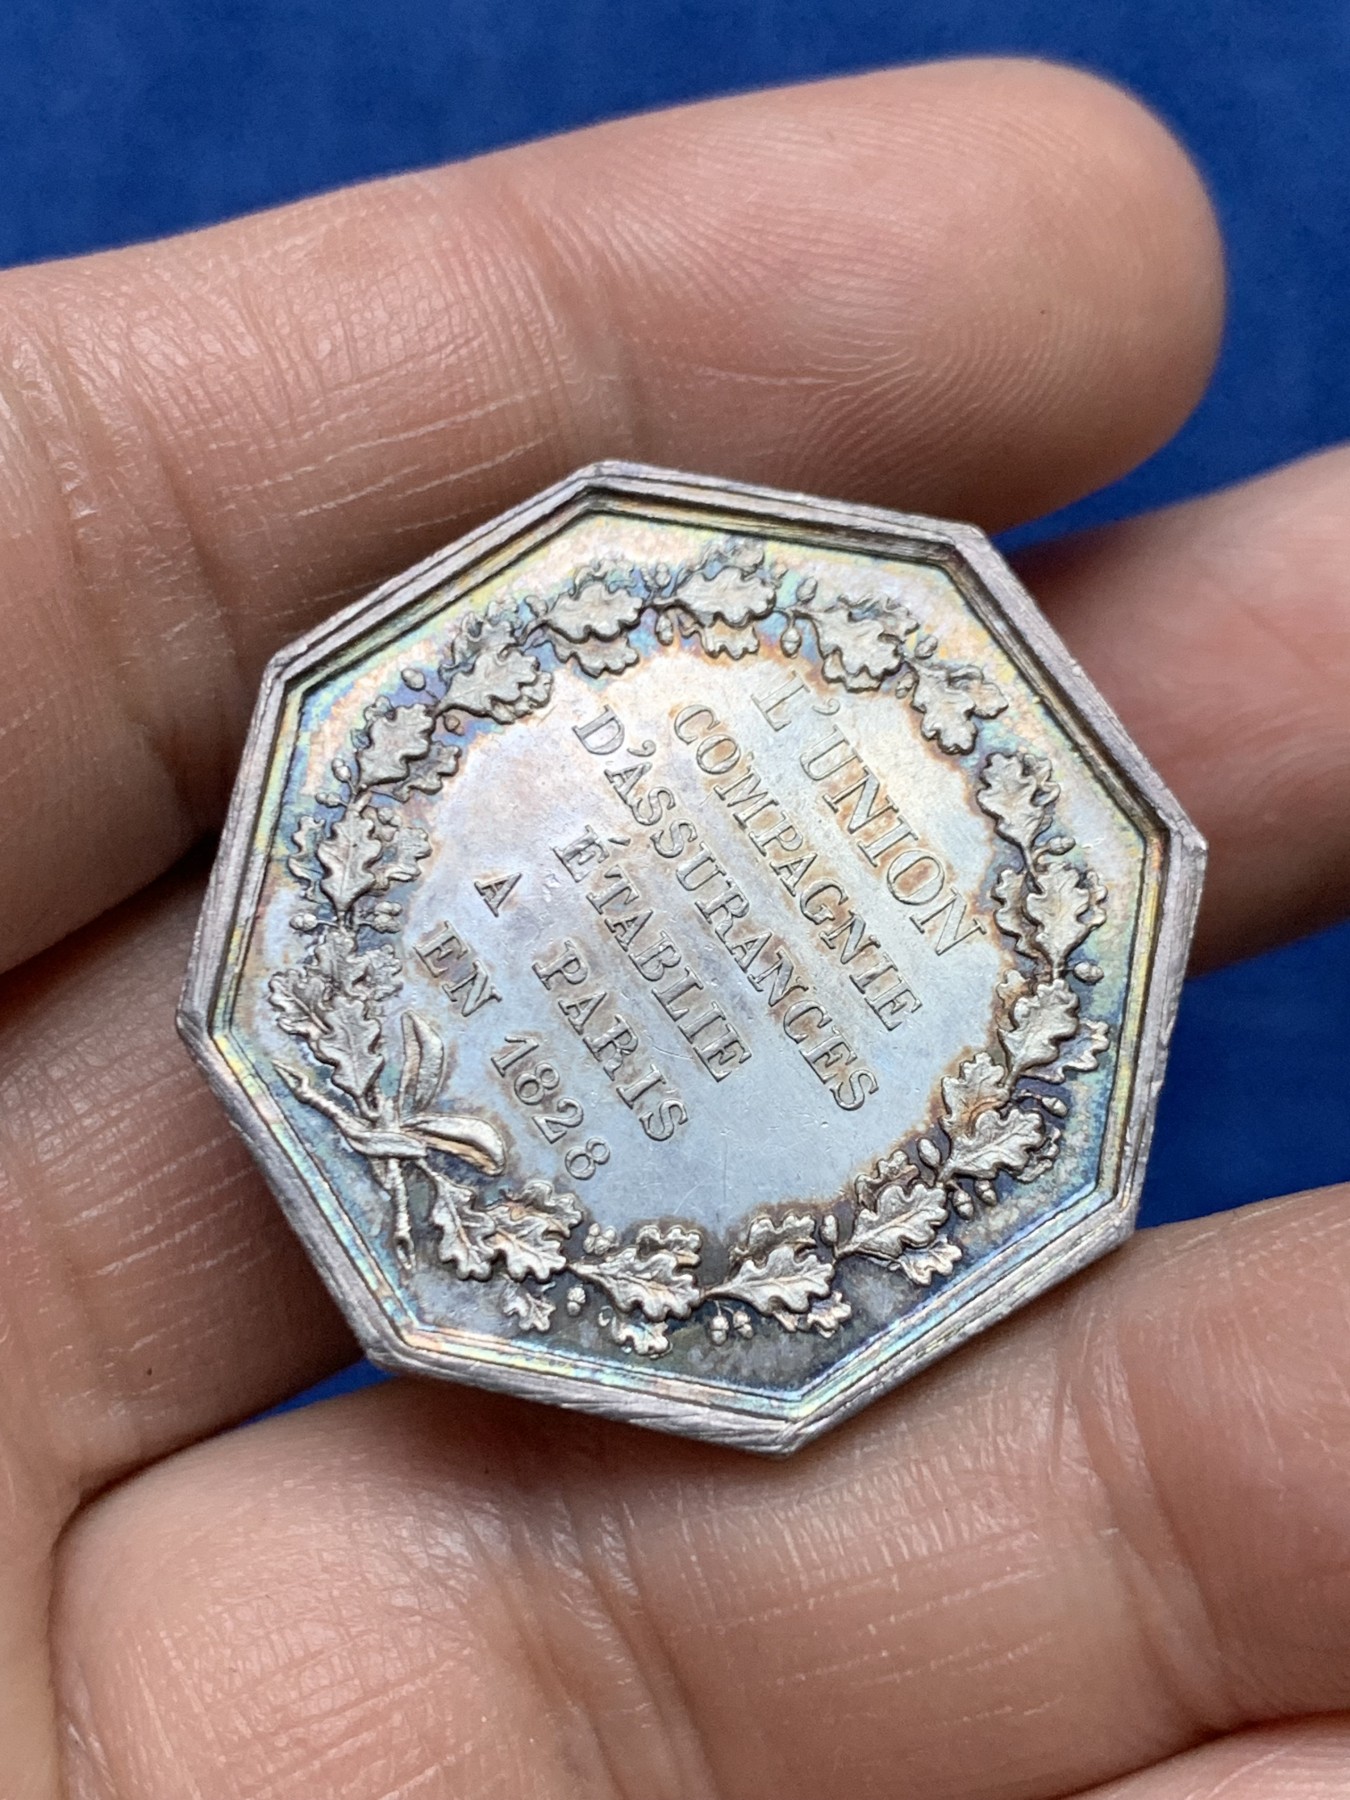 L'UNION
COMPAGNIE
D'ASSURANCES
ÉTABLIE
A PARIS
EN 1828